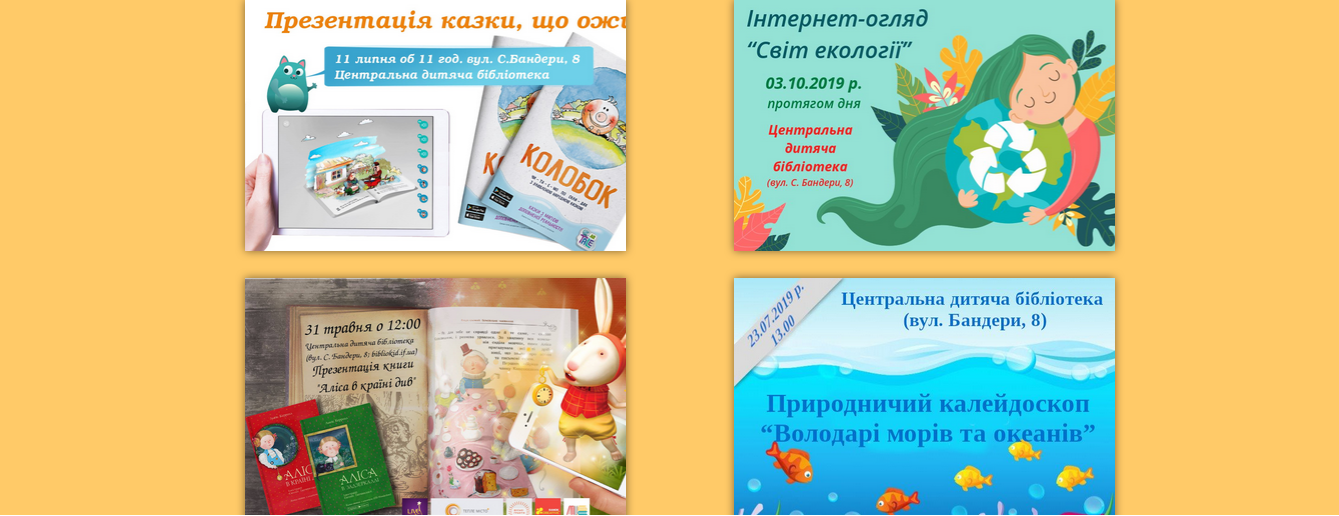 Презентація казки, що ожи
11 липня об 11 год. вул. С.Бандери, 8
Центральна дитяча бібліотека
КОЛОБОК
Інтернет-огляд
“Світ екології”
03.10.2019 р.
протягом дня
Центральна
дитяча
бібліотека
(вул. С. Бандери, 8)
31 травня о 12:00
Центральна дитяча бібліотека
(вул. С. Бандери, 8; bibliokid.if.ua)
Презентація книги
"Аліса в країні див"
АЛІСА
В ЗАДЗЕРКАЛЛІ
23.07.2019 р.
13.00
Центральна дитяча бібліотека
(вул. Бандери, 8)
Природничий калейдоскоп
“Володарі морів та океанів”